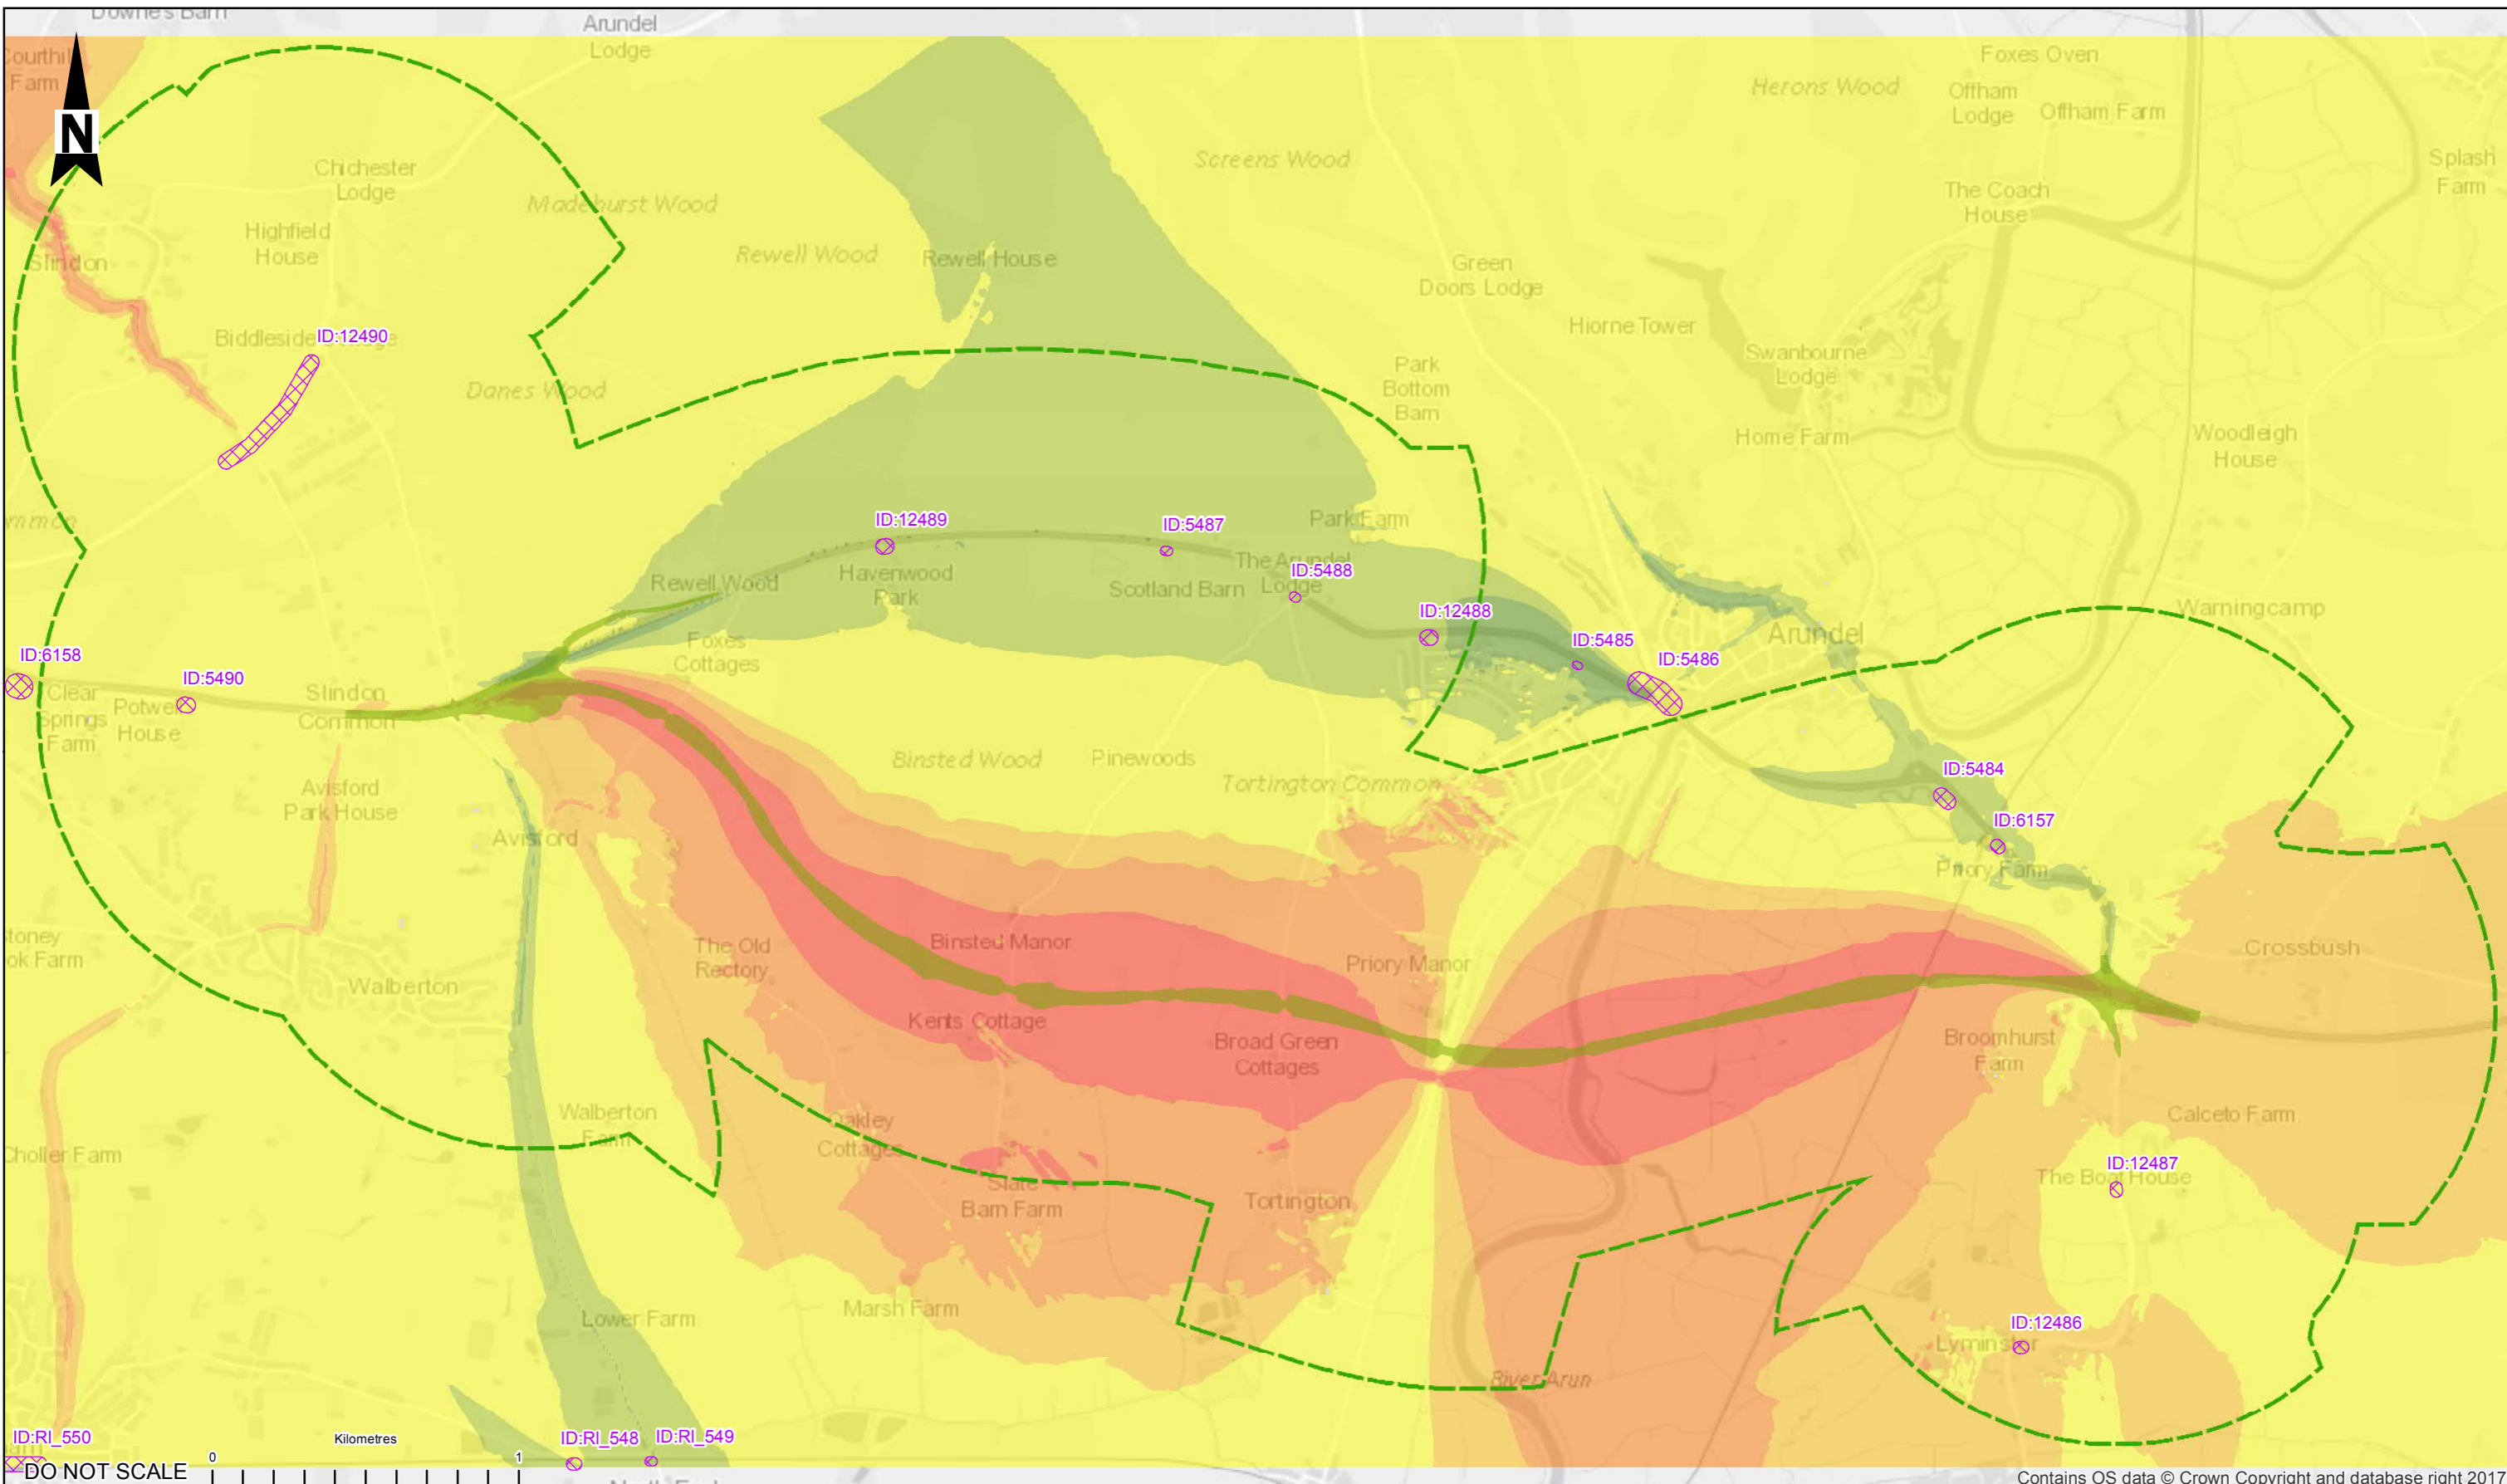 Downe's Barn
Arundel
Lodge
Courthill
Farm
N
Foxes Oven
Herons Wood
Offham
Lodge
Offham Farm
Chichester
Lodge
Screens Wood
Splash
Farm
Madehurst Wood
The Coach
House
Highfield
House
Slindon
Rewell Wood
Rewell House
Green
Doors Lodge
Hiorne Tower
Biddleside
ID:12490
Swanbourne
Lodge
Park
Bottom
Barn
Danes Wood
Home Farm
Woodleigh
House
ID:12489
ID:5487
Park Farm
The Arundel
Lodge
ID:5488
Rewell Wood
Havenwood
Park
Scotland Barn
ID:12488
Warningcamp
Arundel
ID:5485
ID:5486
Foxes
Cottages
ID:6158
ID:5490
Clear
Springs
Farm
Potwell
House
Slindon
Common
Binsted Wood
Pinewoods
Tortington Common
ID:5484
Avisford
Park House
Avisford
ID:6157
Priory Farm
The Old
Rectory
Binsted Manor
Priory Manor
Crossbush
Walberton
Kents Cottage
Broad Green
Cottages
Broomhurst
Farm
Walberton
Farm
Oakley
Cottages
Calceto Farm
Choller Farm
ID:12487
The Boat House
Slate
Barn Farm
Tortington
Lower Farm
Marsh Farm
ID:12486
Lyminster
River Arun
ID:RI_550
ID:RI_548
ID:RI_549
Kilometres
0
1
DO NOT SCALE
Contains OS data © Crown Copyright and database right 2017